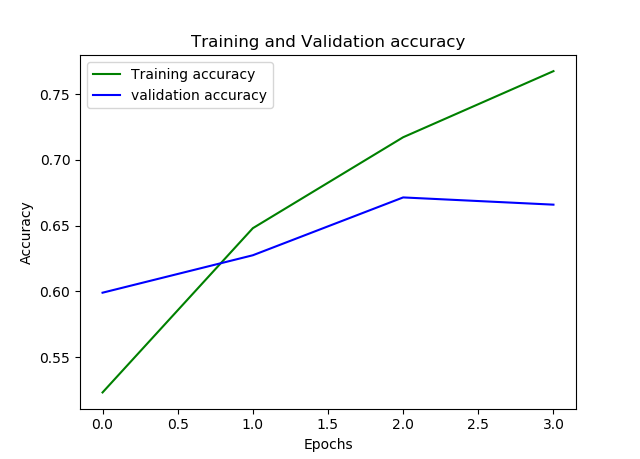 Training and Validation accuracy
Training accuracy
validation accuracy
0.75
0.70
0.65
0.60
0.55
Accuracy
0.0 0.5 1.0 1.5 2.0 2.5 3.0
Epochs